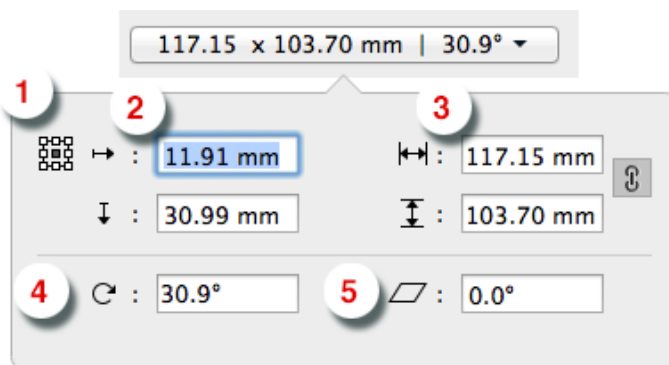 117.15 x 103.70 mm | 30.9°
1 2 3
: 11.91 mm : 117.15 mm
: 30.99 mm : 103.70 mm
4 : 30.9° 5 : 0.0°